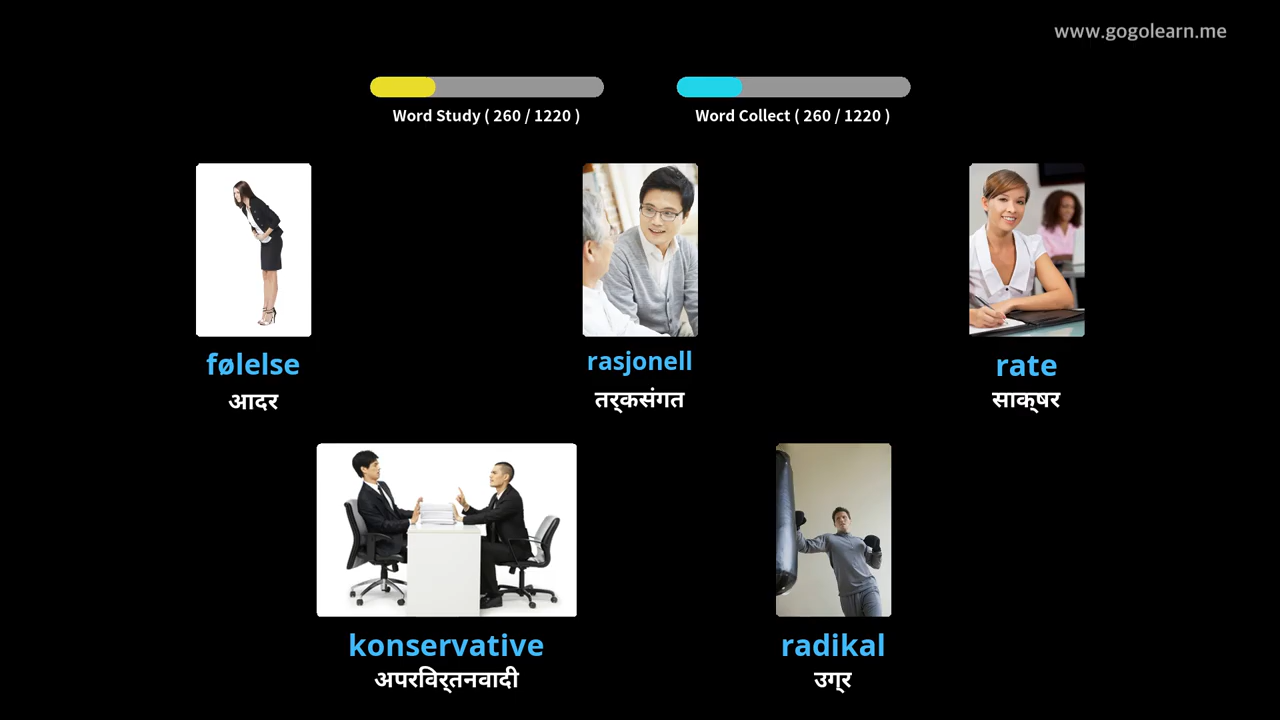 www.gogolearn.me
Word Study ( 260 / 1220 )
Word Collect ( 260 / 1220 )
følelse
आदर
rasjonell
तर्कसंगत
rate
साक्षर
konservative
अपरिवर्तनवादी
radikal
उग्र